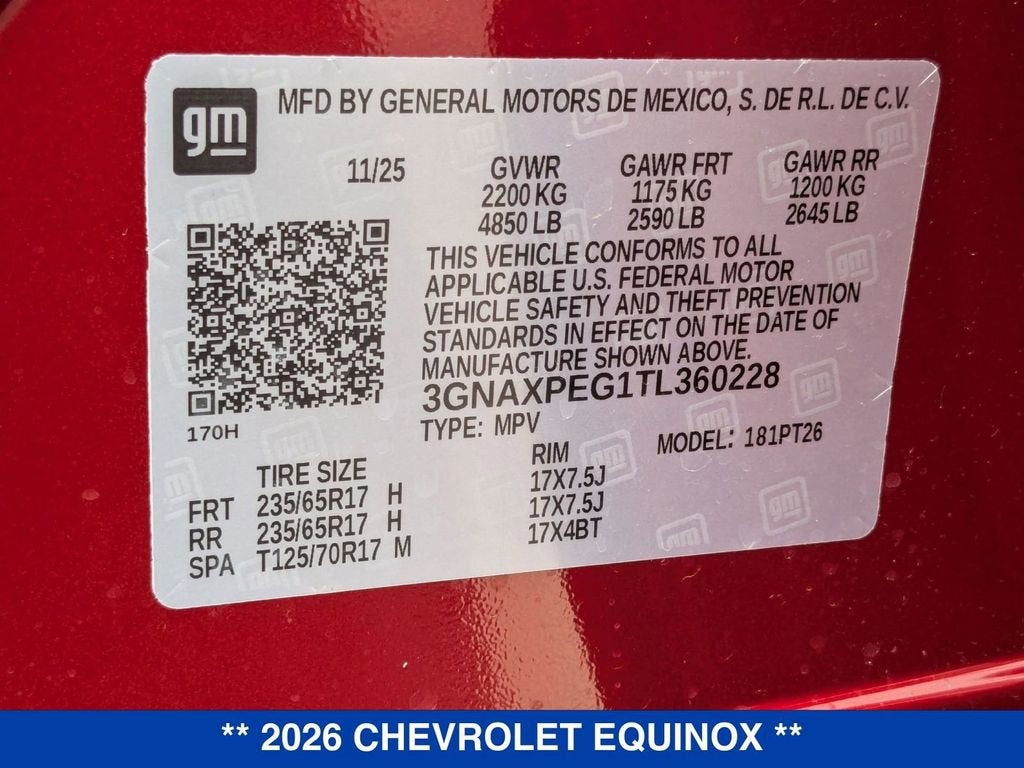 gm
MFD BY GENERAL MOTORS DE MEXICO, S. DE R.L. DE C.V.
11/25 GVWR GAWR FRT GAWR RR
2200 KG 1175 KG 1200 KG
4850 LB 2590 LB 2645 LB
THIS VEHICLE CONFORMS TO ALL
APPLICABLE U.S. FEDERAL MOTOR
VEHICLE SAFETY AND THEFT PREVENTION
STANDARDS IN EFFECT ON THE DATE OF
MANUFACTURE SHOWN ABOVE.
3GNAXPEG1TL360228
170H
TYPE: MPV MODEL: 181PT26
TIRE SIZE RIM
FRT 235/65R17 H 17X7.5J
RR 235/65R17 H 17X7.5J
SPA T125/70R17 M 17X4BT
** 2026 CHEVROLET EQUINOX **